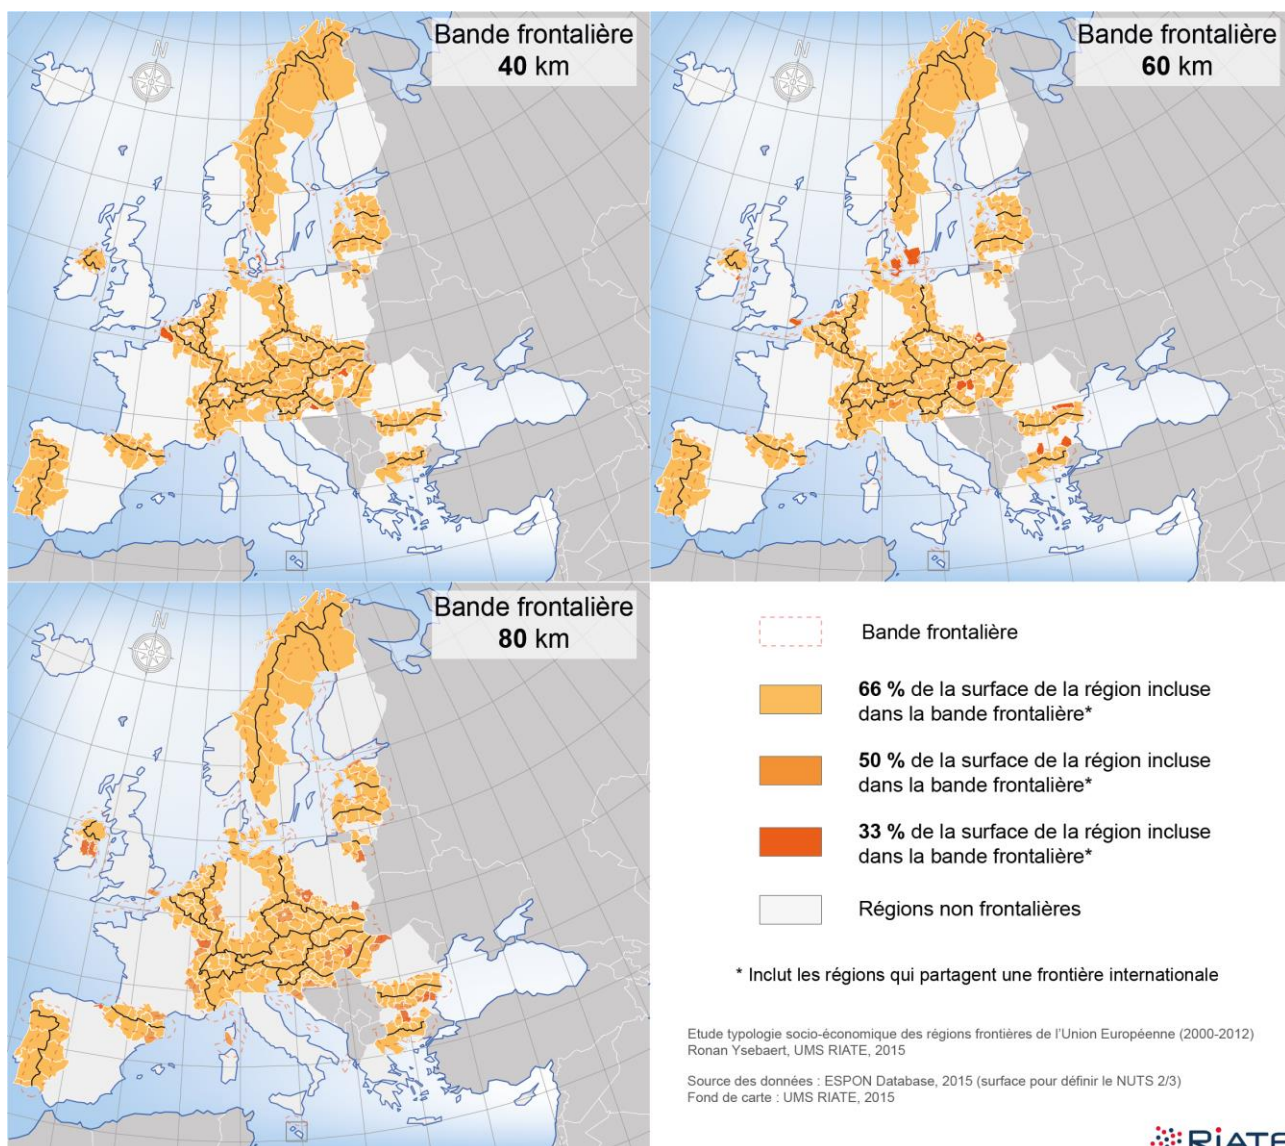 Bande frontalière
40 km
Bande frontalière
60 km
N
N
Bande frontalière
80 km
N
Bande frontalière
66 % de la surface de la région incluse
dans la bande frontalière*
50 % de la surface de la région incluse
dans la bande frontalière*
33 % de la surface de la région incluse
dans la bande frontalière*
Régions non frontalières
* Inclut les régions qui partagent une frontière internationale
Etude typologie socio-économique des régions frontières de l'Union Européenne (2000-2012)
Ronan Ysebaert, UMS RIATE, 2015
Source des données : ESPON Database, 2015 (surface pour définir le NUTS 2/3)
Fond de carte : UMS RIATE, 2015
RIATE